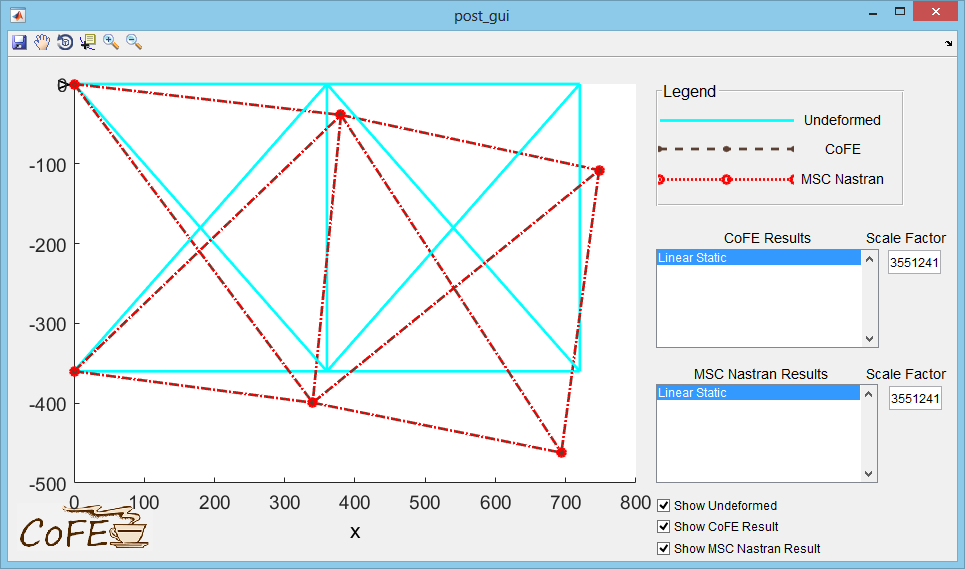 post_gui
0
-100
-200
-300
-400
-500
0 100 200 300 400 500 600 700 800
x
y
Legend
Undeformed
CoFE
MSC Nastran
CoFE Results Scale Factor
Linear Static 3551241
MSC Nastran Results Scale Factor
Linear Static 3551241
Show Undeformed
Show CoFE Result
Show MSC Nastran Result
CoFE